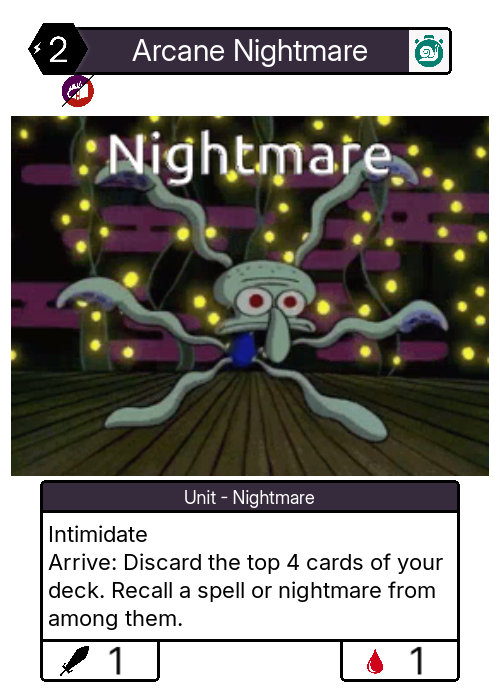 2 Arcane Nightmare
Nightmare
Unit - Nightmare
Intimidate
Arrive: Discard the top 4 cards of your
deck. Recall a spell or nightmare from
among them.
1 1